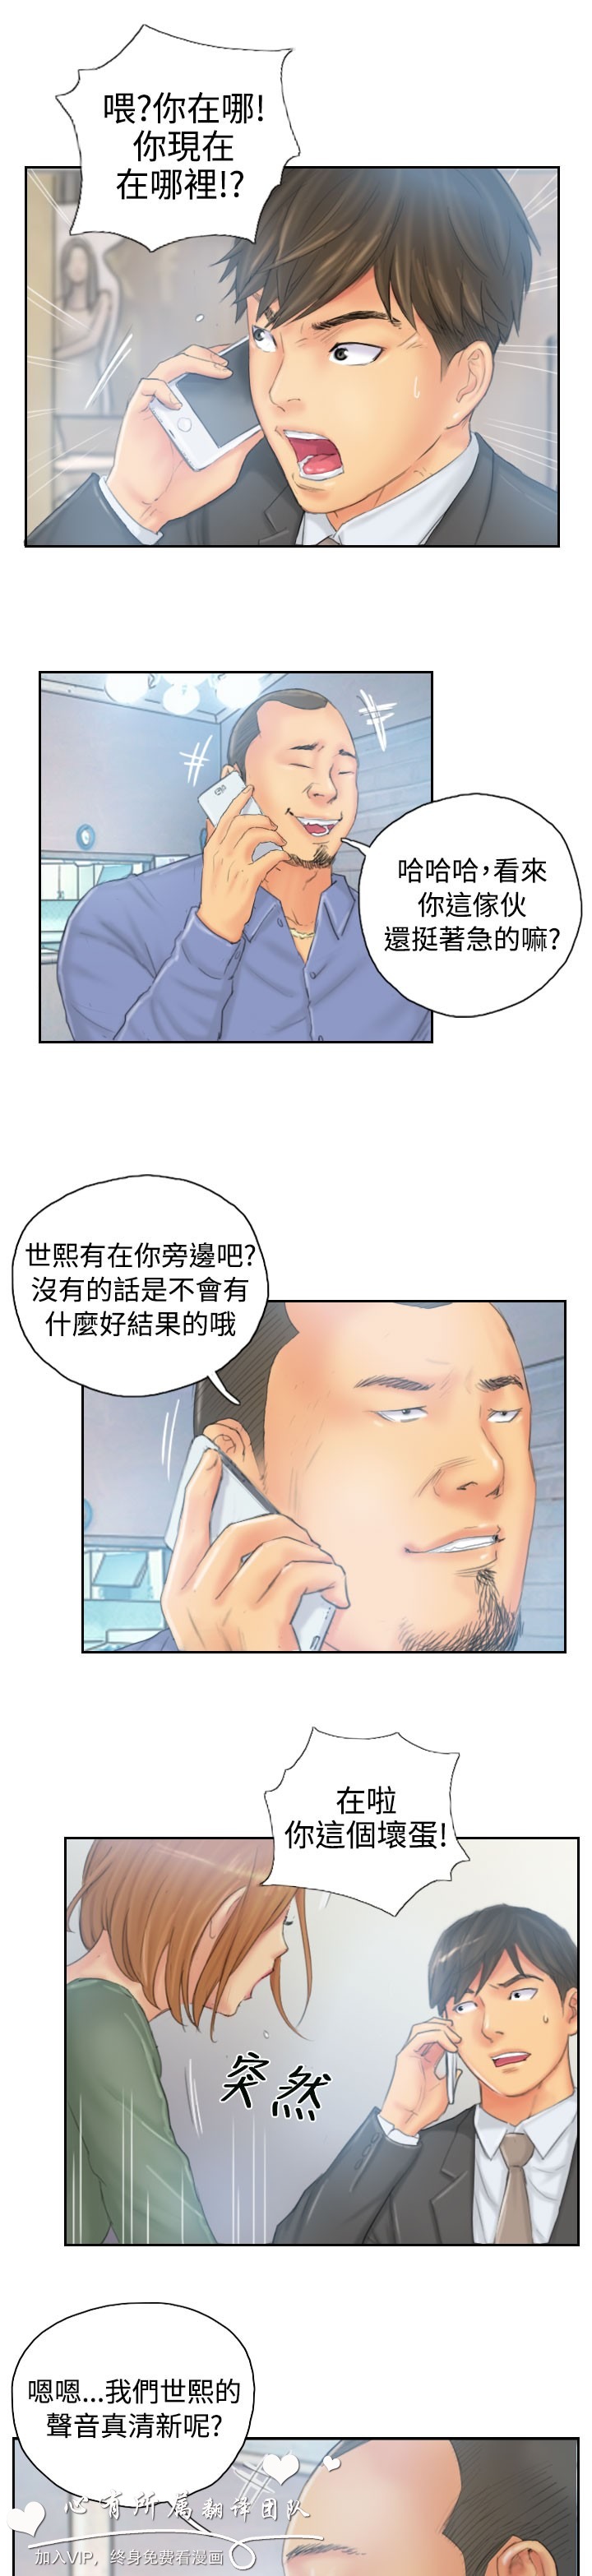 喂?你在哪!
你現在
在哪裡!?
哈哈哈,看來
你這傢伙
還挺著急的嘛?
世熙有在你旁邊吧?
沒有的話是不會有
什麼好結果的哦
在啦
你這個壞蛋!
突然
嗯嗯...我們世熙的
聲音真清新呢?
心有所属翻译团队
加入VIP,终身免费看漫画